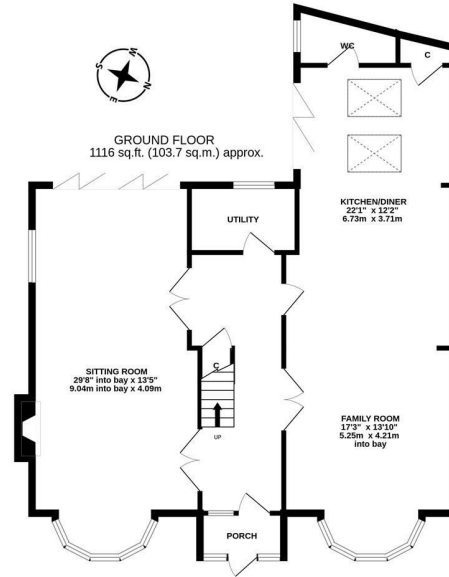 WC
C
N
W
S
E
GROUND FLOOR
1116 sq.ft. (103.7 sq.m.) approx.
KITCHEN/DINER
22'1" x 12'2"
6.73m x 3.71m
UTILITY
SITTING ROOM
29'8" into bay x 13'5"
9.04m into bay x 4.09m
C
UP
FAMILY ROOM
17'3" x 13'10"
5.25m x 4.21m
into bay
PORCH